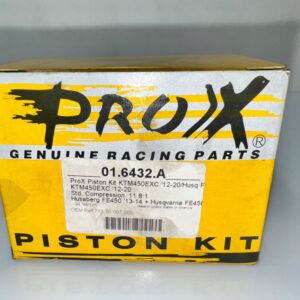 PROX
®
GENUINE RACING PARTS
01.6432.A
ProX Piston Kit KTM450EXC '12-20/Husq F
KTM450EXC '12-20
Std. Compression 11.8:1
Husaberg FE450 '13-14 + Husqvarna FE450
PISTON KIT